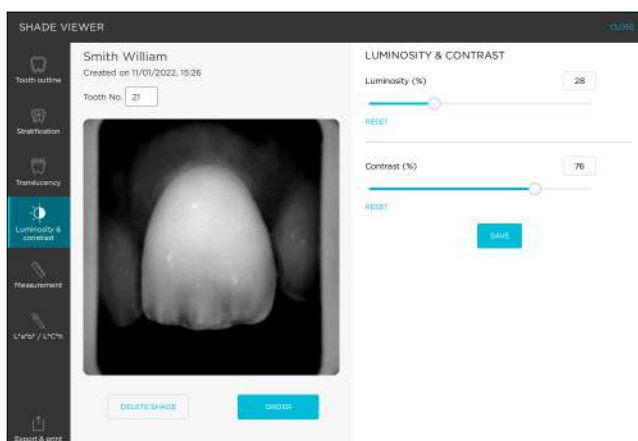 SHADE VIEWER
CLOSE
Tooth outline
Stratification
Translucency
Luminosity &
contrast
Measurement
L*a*b* / L*C*h
Export & print
Smith William
Created on 11/01/2022, 15:26
Tooth No. 21
DELETE SHADE
ORDER
LUMINOSITY & CONTRAST
Luminosity (%) 28
RESET
Contrast (%) 76
RESET
SAVE